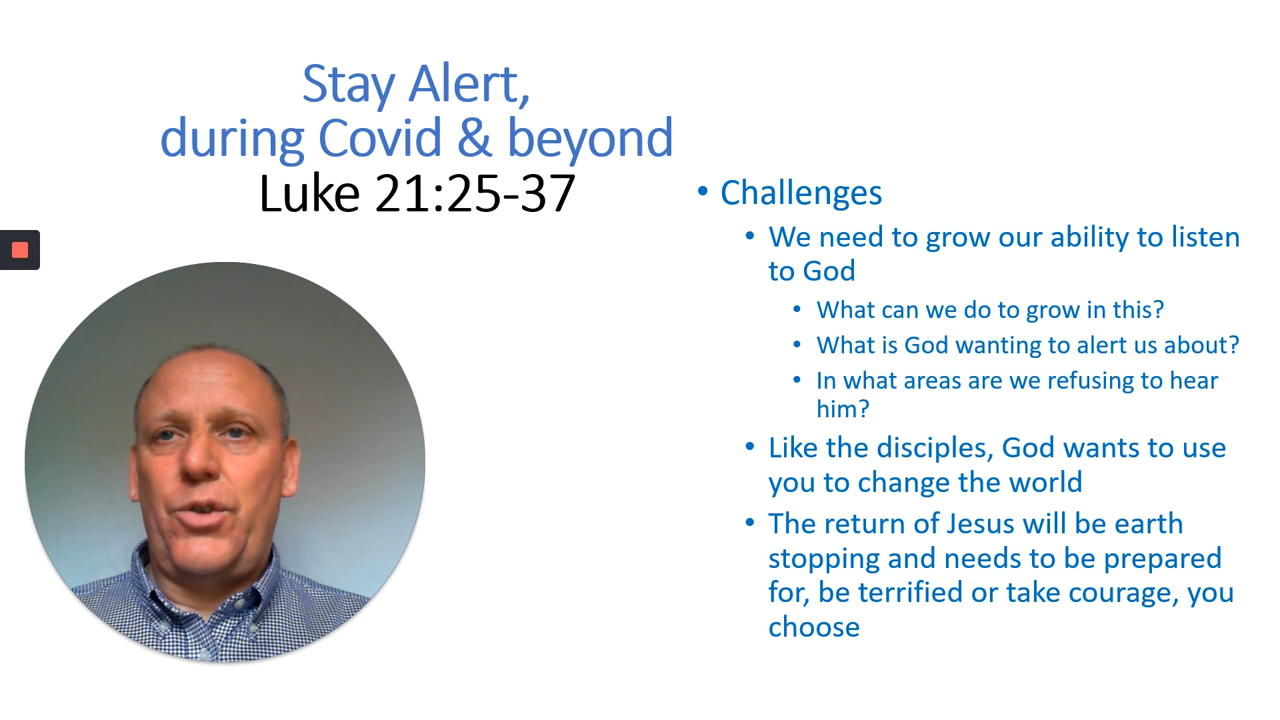 Stay Alert,
during Covid & beyond
Luke 21:25-37
• Challenges
• We need to grow our ability to listen
to God
• What can we do to grow in this?
• What is God wanting to alert us about?
• In what areas are we refusing to hear
him?
• Like the disciples, God wants to use
you to change the world
• The return of Jesus will be earth
stopping and needs to be prepared
for, be terrified or take courage, you
choose